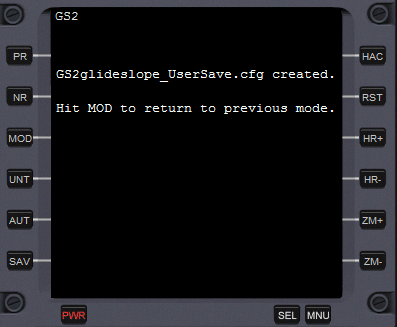 GS2
PR
GS2glideslope_UserSave.cfg created.
HAC
NR
Hit MOD to return to previous mode.
RST
MOD
HR+
UNT
HR-
AUT
ZM+
SAV
ZM-
PWR
SEL
MNU